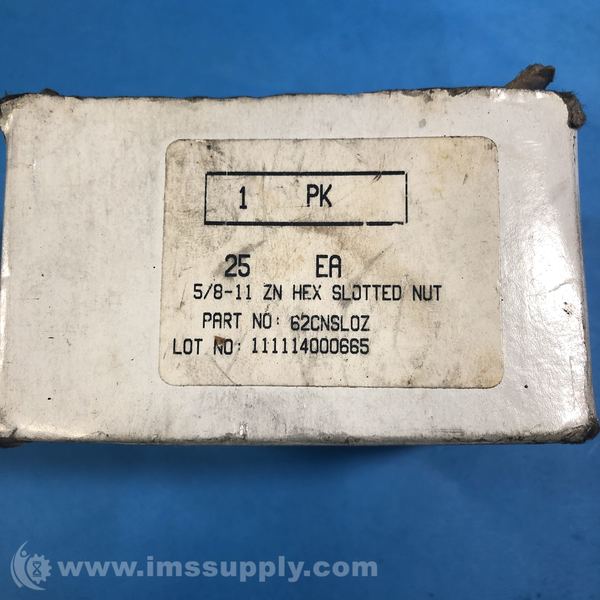 1 PK
25 EA
5/8-11 ZN HEX SLOTTED NUT
PART NO: 62CNSLOZ
LOT NO: 111114000665
www.imssupply.com